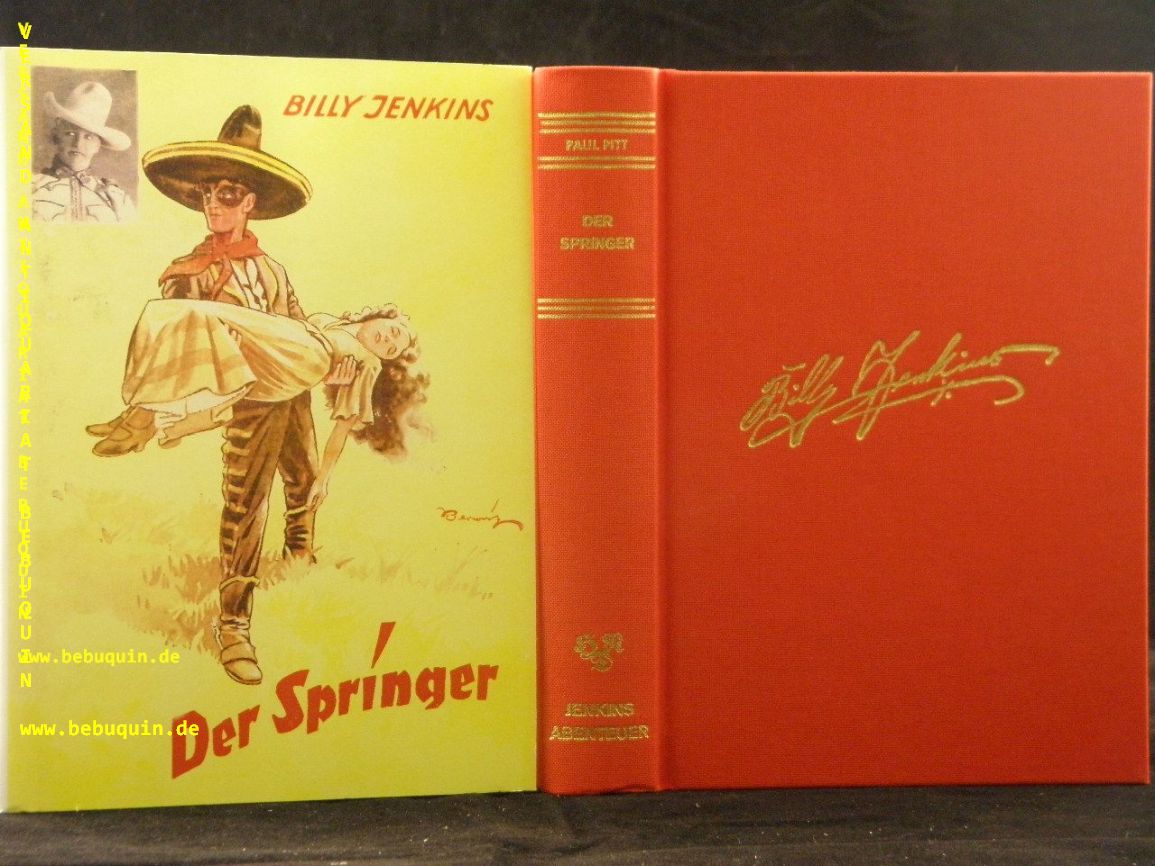 BILLY JENKINS
Der Springer
PAUL PITT
DER
SPRINGER
JENKINS
ABENTEUER
Billy Jenkins
www.bebuquin.de
www.bebuquin.de